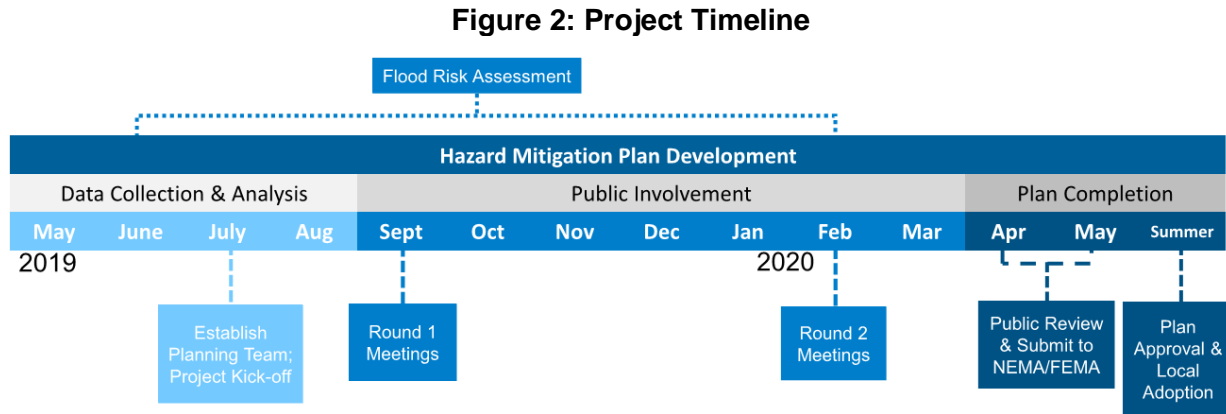 Figure 2: Project Timeline
Flood Risk Assessment
Hazard Mitigation Plan Development
Data Collection & Analysis Public Involvement Plan Completion
May June July Aug Sept Oct Nov Dec Jan Feb Mar Apr May Summer
2019 2020
Establish
Planning Team;
Project Kick-off
Round 1
Meetings
Round 2
Meetings
Public Review
& Submit to
NEMA/FEMA
Plan
Approval &
Local
Adoption